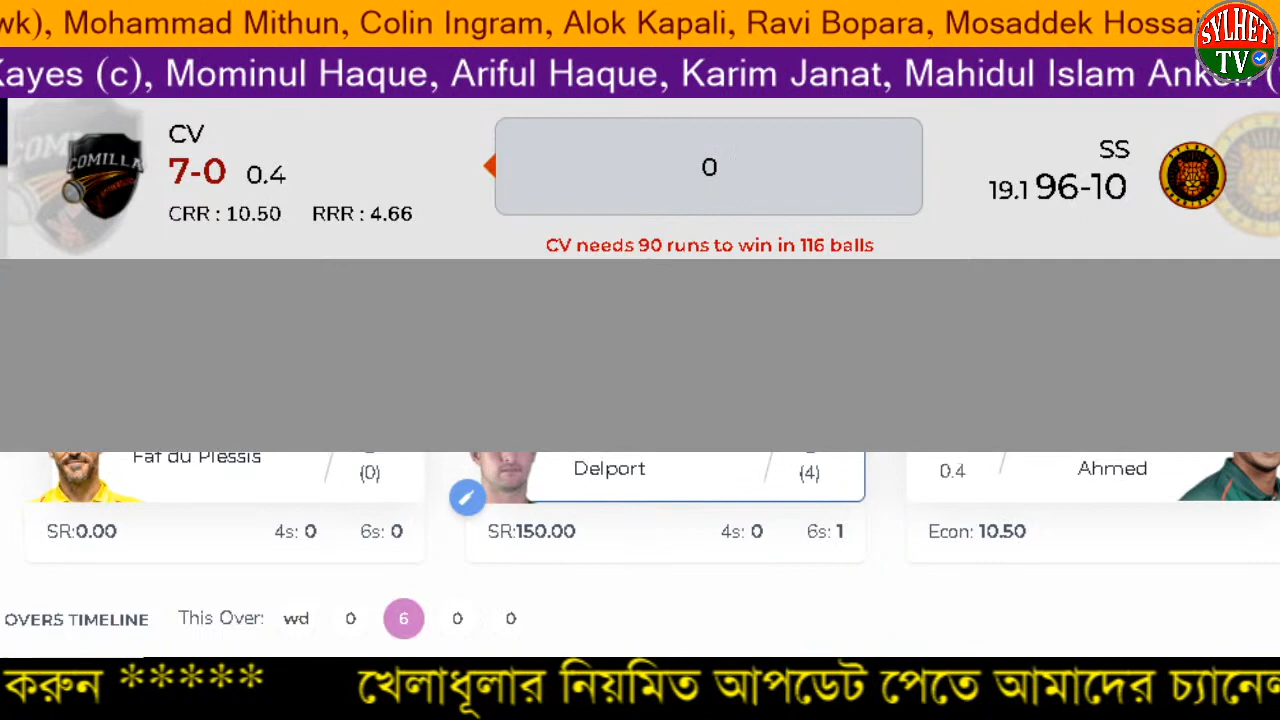 wk), Mohammad Mithun, Colin Ingram, Alok Kapali, Ravi Bopara, Mosaddek Hossai
SYLHET
TV
Kayes (c), Mominul Haque, Ariful Haque, Karim Janat, Mahidul Islam Ankon (
COMILLA
CV
7-0 0.4
CRR : 10.50 RRR : 4.66
0
CV needs 90 runs to win in 116 balls
SS
19.1 96-10
Faf du Plessis
(0)
Delport
(4)
0.4
Ahmed
SR:0.00 4s: 0 6s: 0
SR:150.00 4s: 0 6s: 1
Econ: 10.50
OVERS TIMELINE This Over: wd 0 6 0 0
করুন ***** খেলাধূলার নিয়মিত আপডেট পেতে আমাদের চ্যানেল